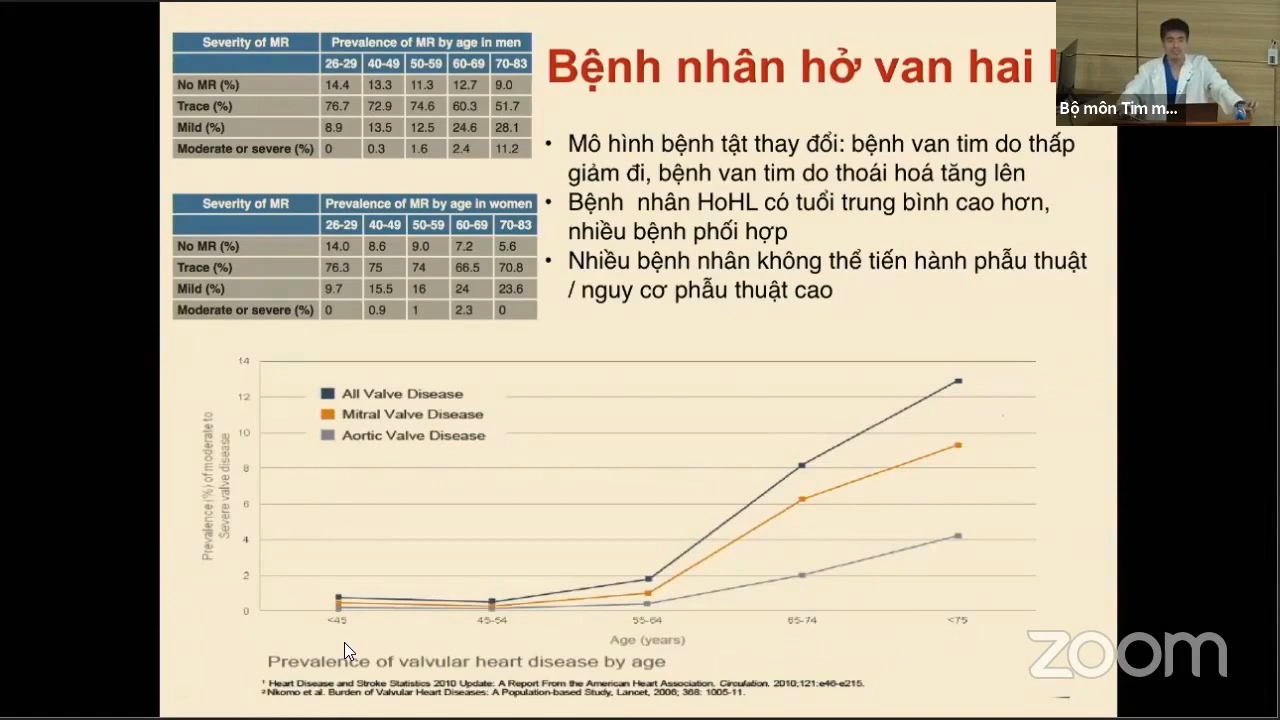 Severity of MR Prevalence of MR by age in men
26-29 40-49 50-59 60-69 70-83
No MR (%) 14.4 13.3 11.3 12.7 9.0
Trace (%) 76.7 72.9 74.6 60.3 51.7
Mild (%) 8.9 13.5 12.5 24.6 28.1
Moderate or severe (%) 0 0.3 1.6 2.4 11.2
Severity of MR Prevalence of MR by age in women
26-29 40-49 50-59 60-69 70-83
No MR (%) 14.0 8.6 9.0 7.2 5.6
Trace (%) 76.3 75 74 66.5 70.8
Mild (%) 9.7 15.5 16 24 23.6
Moderate or severe (%) 0 0.9 1 2.3 0
Bệnh nhân hở van hai
Bộ môn Tim m...
• Mô hình bệnh tật thay đổi: bệnh van tim do thấp
giảm đi, bệnh van tim do thoái hoá tăng lên
• Bệnh nhân HoHL có tuổi trung bình cao hơn,
nhiều bệnh phối hợp
• Nhiều bệnh nhân không thể tiến hành phẫu thuật
/ nguy cơ phẫu thuật cao
Prevalence (%) of moderate to
Severe valve disease
14
12
10
8
6
4
2
0
All Valve Disease
Mitral Valve Disease
Aortic Valve Disease
<45 45-54 55-64 65-74 <75
Age (years)
Prevalence of valvular heart disease by age
¹ Heart Disease and Stroke Statistics 2010 Update: A Report From the American Heart Association. Circulation. 2010;121:e46-e215.
² Nkomo et al. Burden of Valvular Heart Diseases: A Population-based Study, Lancet, 2006; 368: 1005-11.
zoom